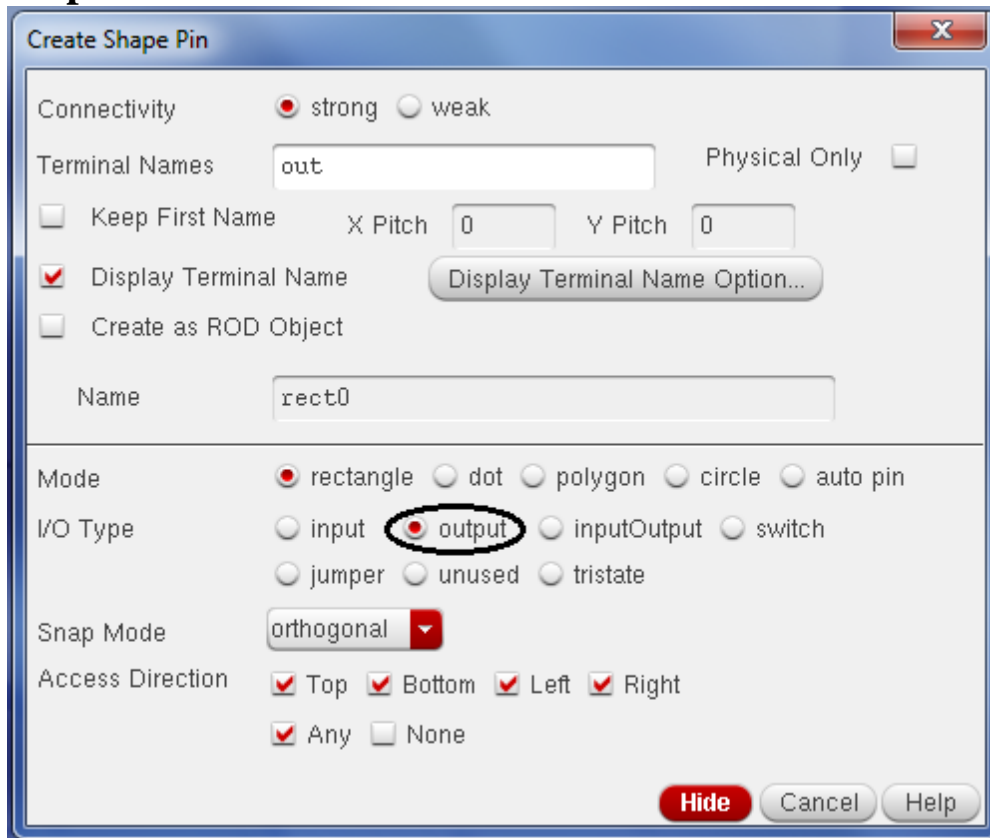 Create Shape Pin
Connectivity strong weak
Terminal Names out Physical Only
Keep First Name X Pitch 0 Y Pitch 0
Display Terminal Name Display Terminal Name Option...
Create as ROD Object
Name rect0
Mode rectangle dot polygon circle auto pin
I/O Type input output inputOutput switch
jumper unused tristate
Snap Mode orthogonal
Access Direction Top Bottom Left Right
Any None
Hide Cancel Help